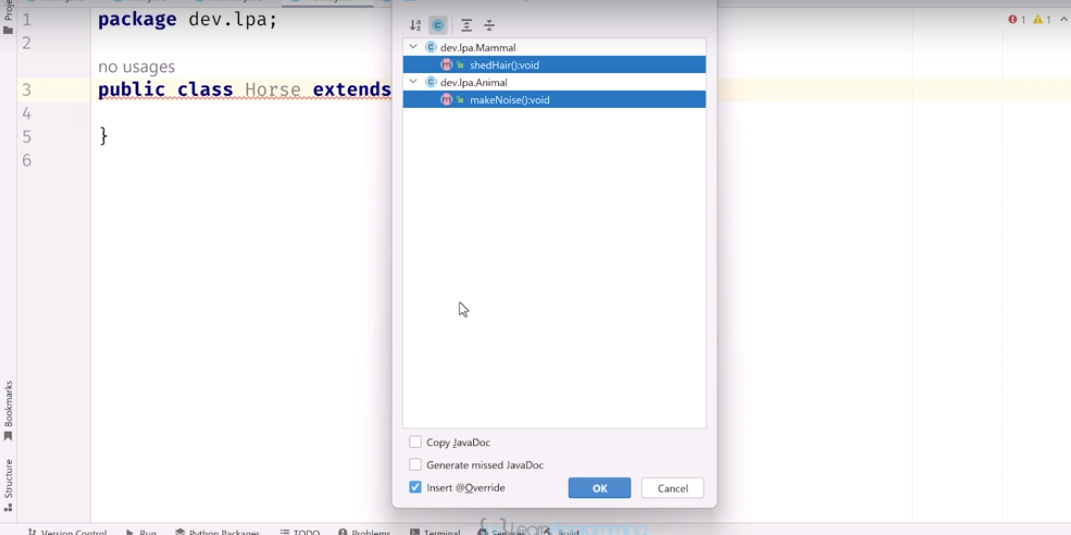 1 package dev.lpa;
2
no usages
3 public class Horse extends
4
5 }
6
1 1
dev.lpa.Mammal
shedHair():void
dev.lpa.Animal
makeNoise():void
Copy JavaDoc
Generate missed JavaDoc
Insert @Override
OK Cancel
Bookmarks
Structure
Version Control Run Python Packages TODO Problems Terminal Services Build